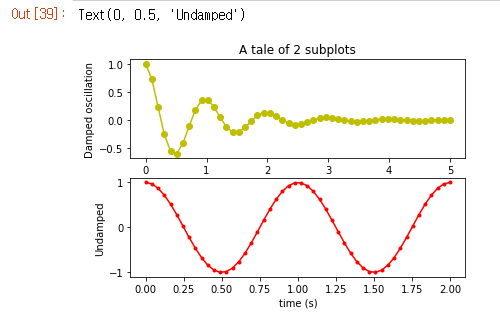 Out[39]: Text(0, 0.5, 'Undamped')
A tale of 2 subplots
Damped oscillation
1.0
0.5
0.0
−0.5
0 1 2 3 4 5
Undamped
1
0
−1
0.00 0.25 0.50 0.75 1.00 1.25 1.50 1.75 2.00
time (s)